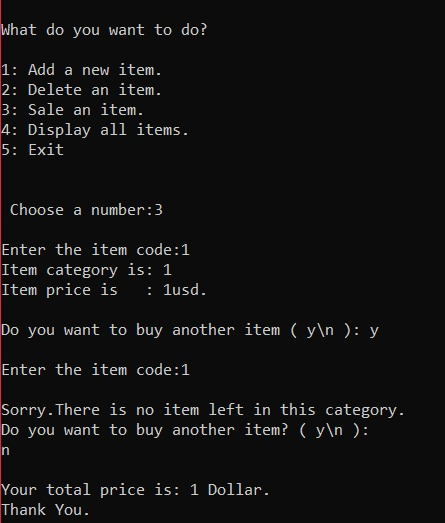 What do you want to do?
1: Add a new item.
2: Delete an item.
3: Sale an item.
4: Display all items.
5: Exit
Choose a number:3
Enter the item code:1
Item category is: 1
Item price is   : 1usd.
Do you want to buy another item ( y\n ): y
Enter the item code:1
Sorry.There is no item left in this category.
Do you want to buy another item? ( y\n ):
n
Your total price is: 1 Dollar.
Thank You.